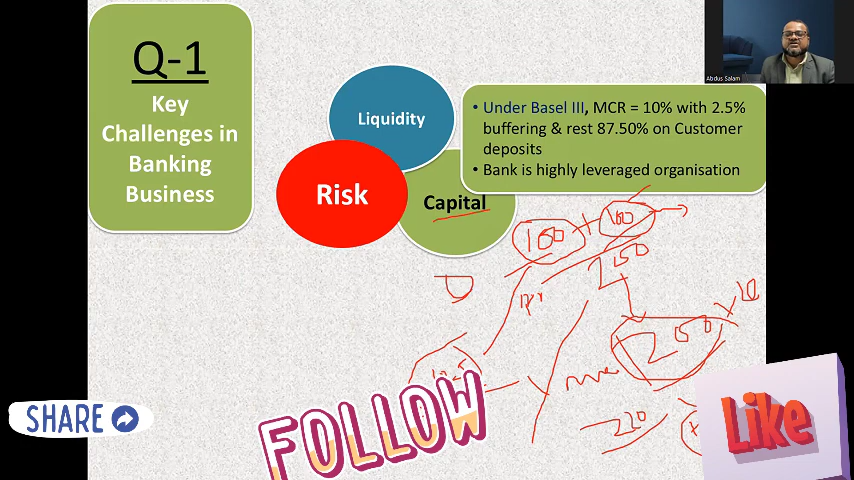 Q-1
Key
Challenges in
Banking
Business
Abdus Salam
Liquidity
Risk
Capital
• Under Basel III, MCR = 10% with 2.5%
buffering & rest 87.50% on Customer
deposits
• Bank is highly leveraged organisation
100
250
250
220
SHARE
FOLLOW
Like